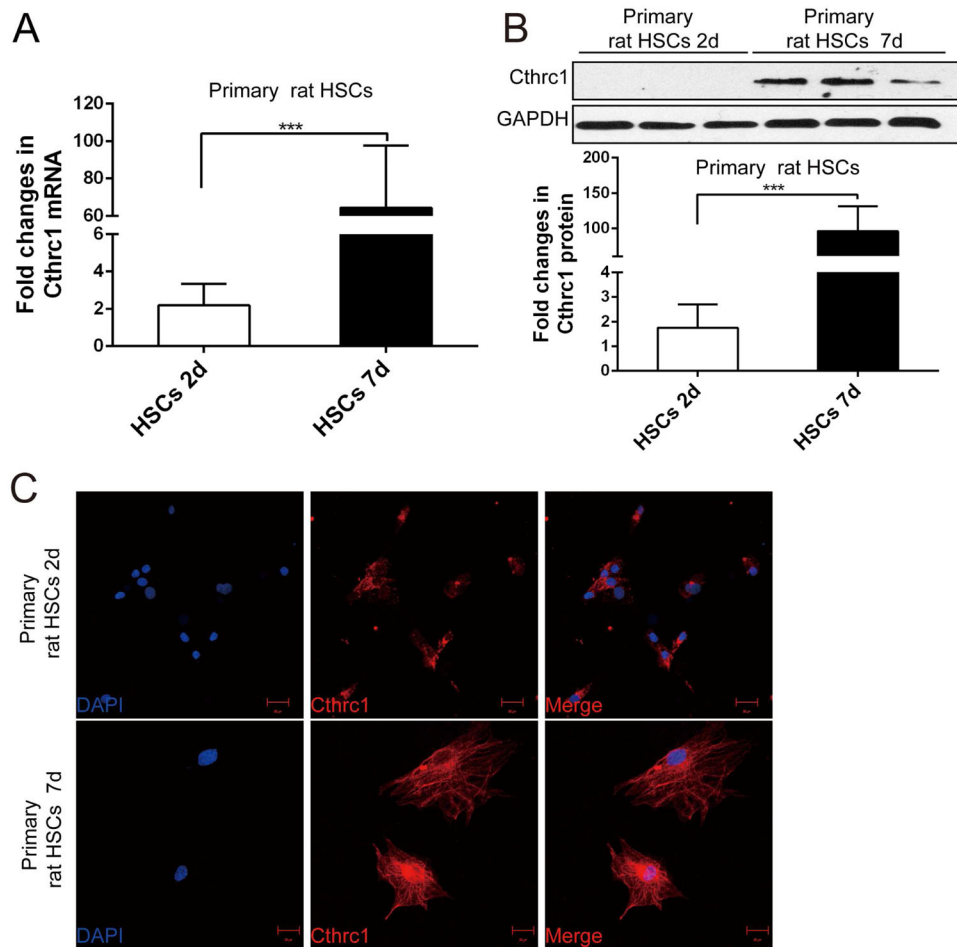 A
Primary rat HSCs
***
Fold changes in
Cthrc1 mRNA
120
100
80
60
6
4
2
0
HSCs 2d
HSCs 7d
B
Primary
rat HSCs 2d
Primary
rat HSCs 7d
Cthrc1
GAPDH
Primary rat HSCs
***
Fold changes in
Cthrc1 protein
200
150
100
4
3
2
1
0
HSCs 2d
HSCs 7d
C
Primary
rat HSCs 2d
DAPI
Cthrc1
Merge
Primary
rat HSCs 7d
DAPI
Cthrc1
Merge